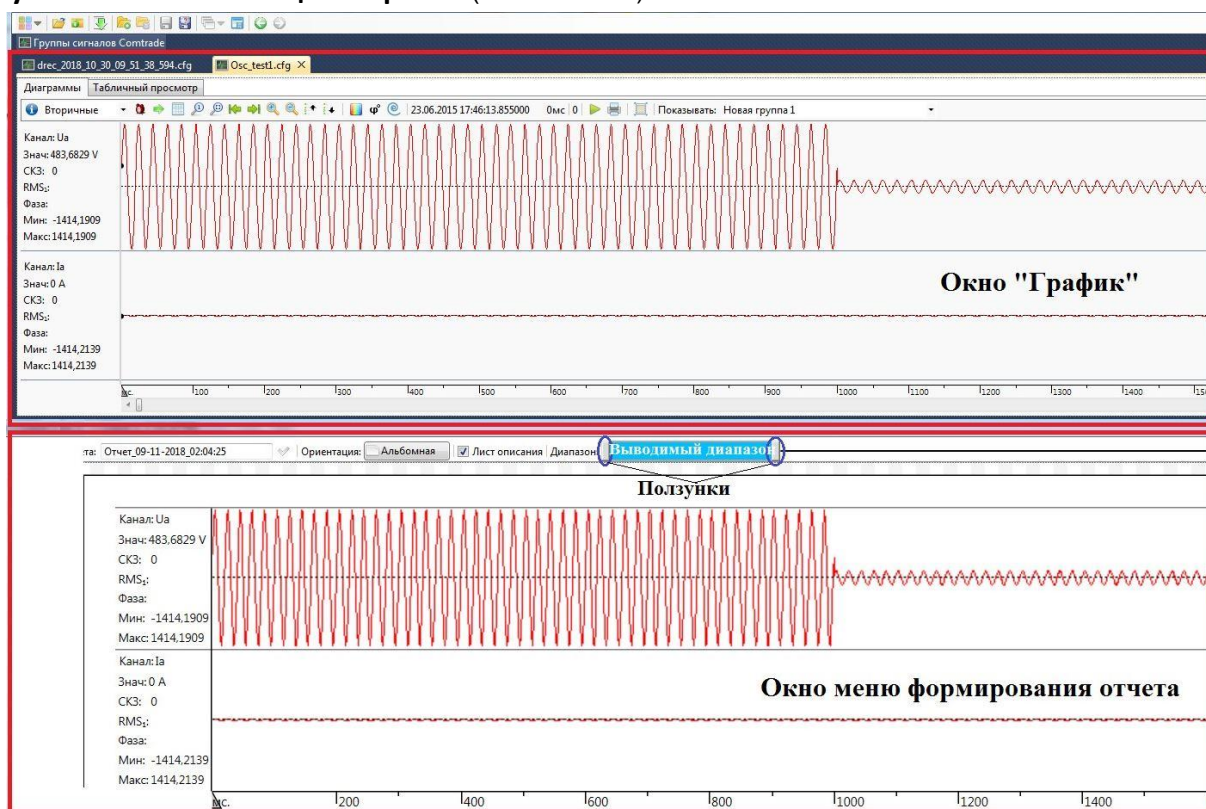 Группы сигналов Comtrade
drec_2018_10_30_09_51_38_594.cfg Osc_test1.cfg
Диаграммы Табличный просмотр
Вторичные φ° 23.06.2015 17:46:13.855000 0мс 0 Показывать: Новая группа 1
Канал: Ua
Знач: 483,6829 V
СКЗ: 0
RMS₁:
Фаза:
Мин: -1414,1909
Макс: 1414,1909
Канал: Ia
Знач: 0 A
СКЗ: 0
RMS₁:
Фаза:
Мин: -1414,2139
Макс: 1414,2139
Окно "График"
мс. 100 200 300 400 500 600 700 800 900 1000 1100 1200 1300 1400
та: Отчет_09-11-2018_02:04:25 Ориентация: Альбомная Лист описания Диапазон: Выводимый диапазон
Ползунки
Канал: Ua
Знач: 483,6829 V
СКЗ: 0
RMS₁:
Фаза:
Мин: -1414,1909
Макс: 1414,1909
Канал: Ia
Знач: 0 A
СКЗ: 0
RMS₁:
Фаза:
Мин: -1414,2139
Макс: 1414,2139
Окно меню формирования отчета
мс. 200 400 600 800 1000 1200 1400